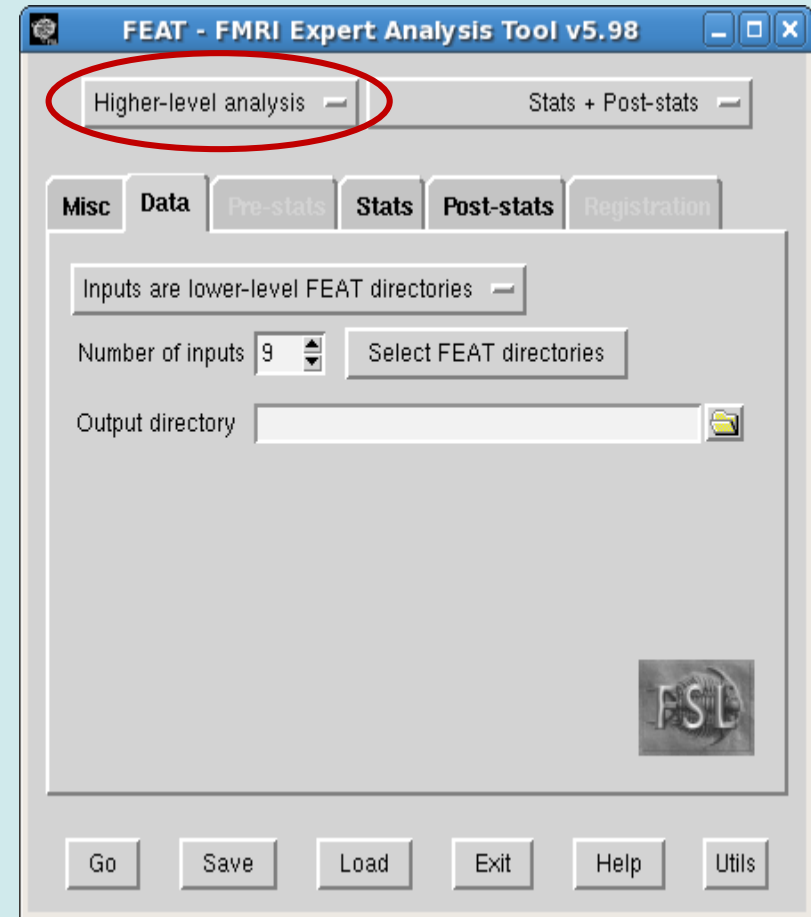 FEAT - FMRI Expert Analysis Tool v5.98
Higher-level analysis Stats + Post-stats
Misc Data Pre-stats Stats Post-stats Registration
Inputs are lower-level FEAT directories
Number of inputs 9 Select FEAT directories
Output directory
FSL
Go Save Load Exit Help Utils